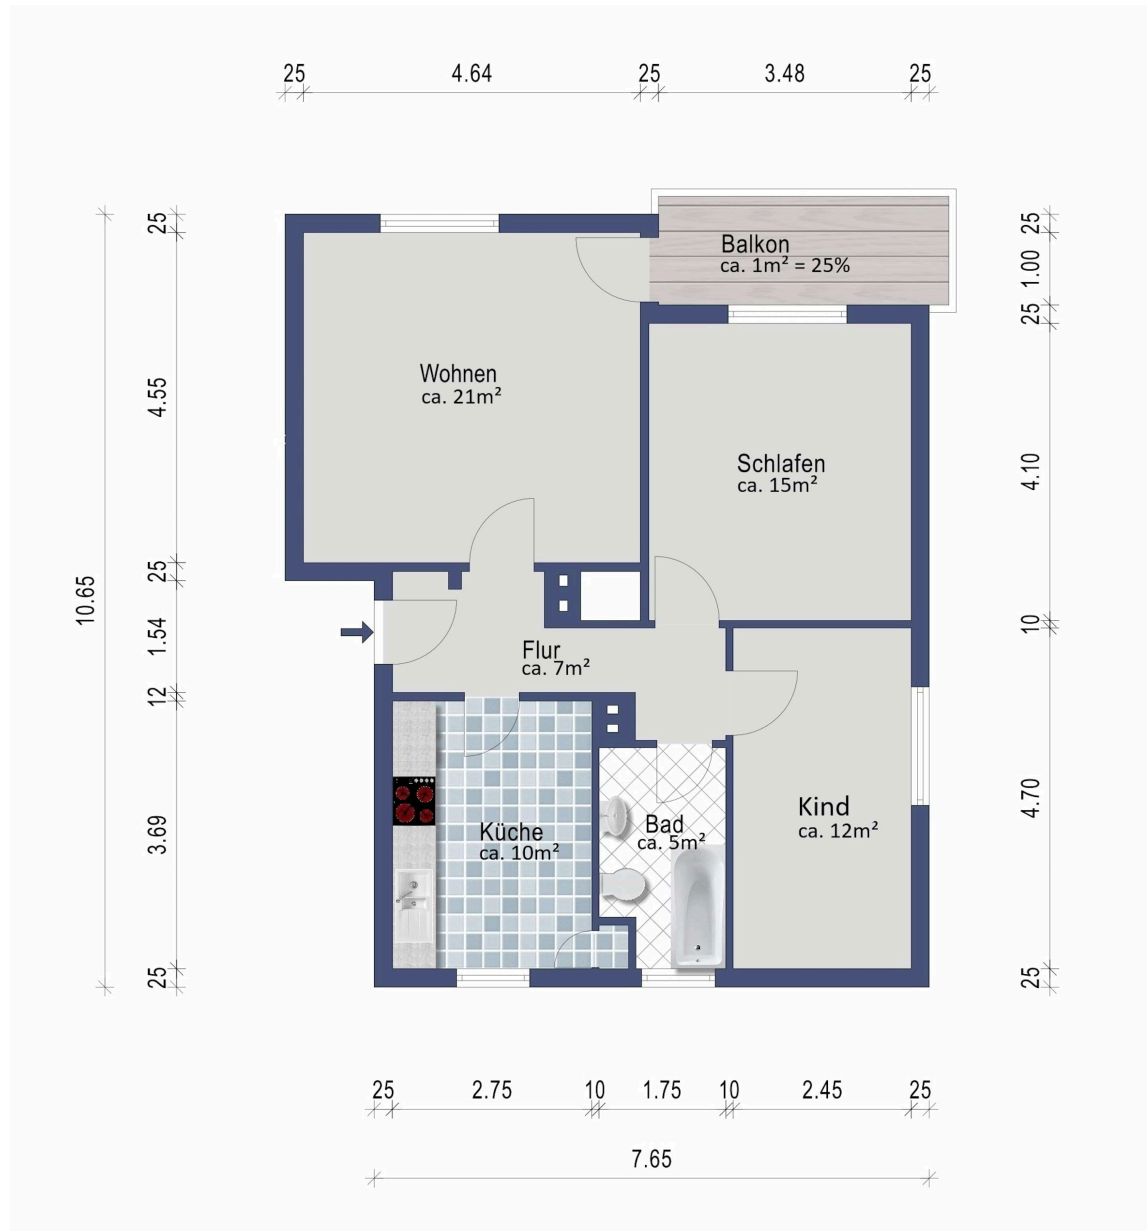 25 4.64 25 3.48 25
25
4.55
25
1.54
12
3.69
25
10.65
25
1.00
25
4.10
10
4.70
25
Balkon
ca. 1m² = 25%
Wohnen
ca. 21m²
Schlafen
ca. 15m²
Flur
ca. 7m²
Küche
ca. 10m²
Bad
ca. 5m²
Kind
ca. 12m²
25 2.75 10 1.75 10 2.45 25
7.65